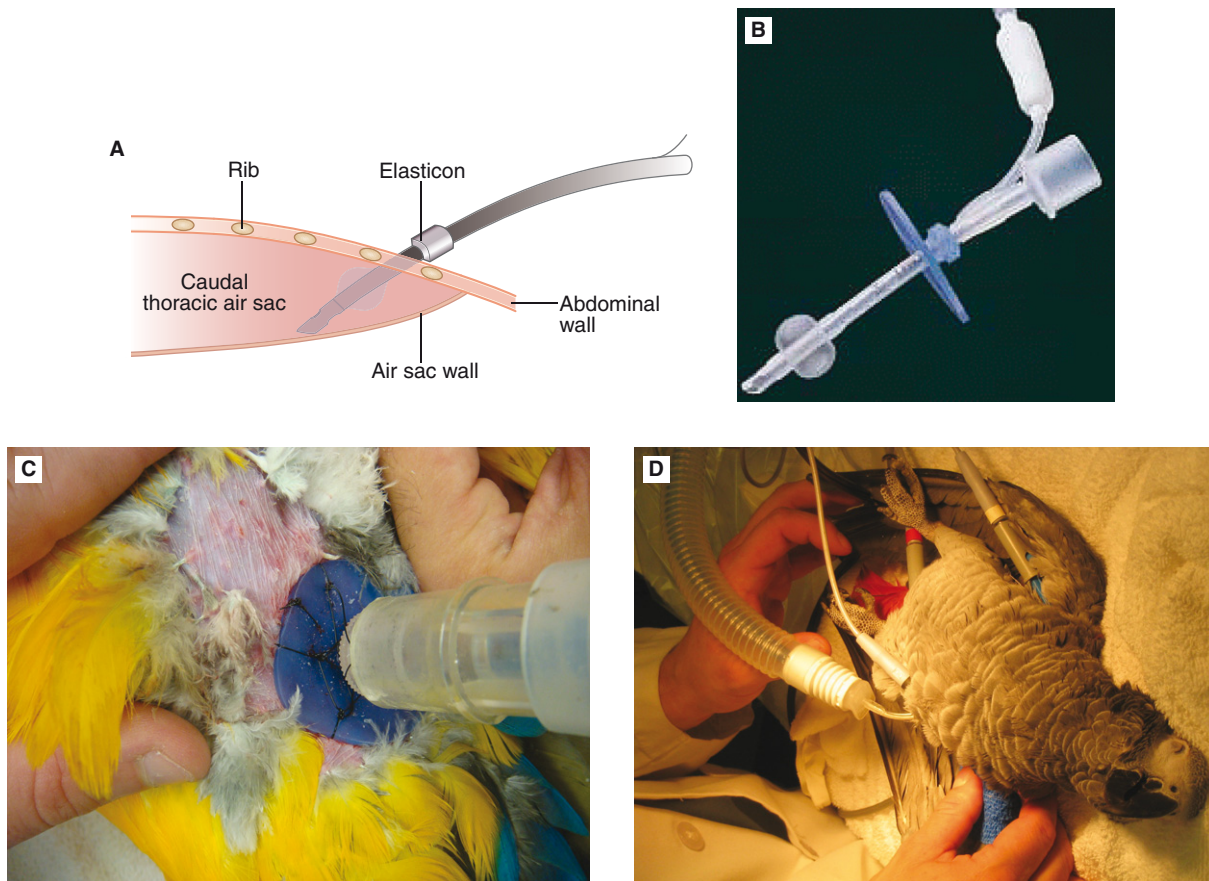 A
Rib
Elasticon
Caudal
thoracic air sac
Abdominal
wall
Air sac wall
B
C
D